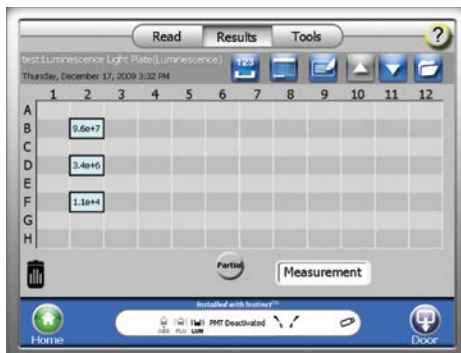 Read Results Tools ?
test:Luminescence Light Plate(Luminescence) 123
Thursday, December 17, 2009 3:32 PM
1 2 3 4 5 6 7 8 9 10 11 12
A
B 9.6e+7
C
D 3.4e+6
E
F 1.1e+4
G
H
Partial Measurement
Installed with Instinct™
PMT Deactivated
ABS FLU LUM
Home Door